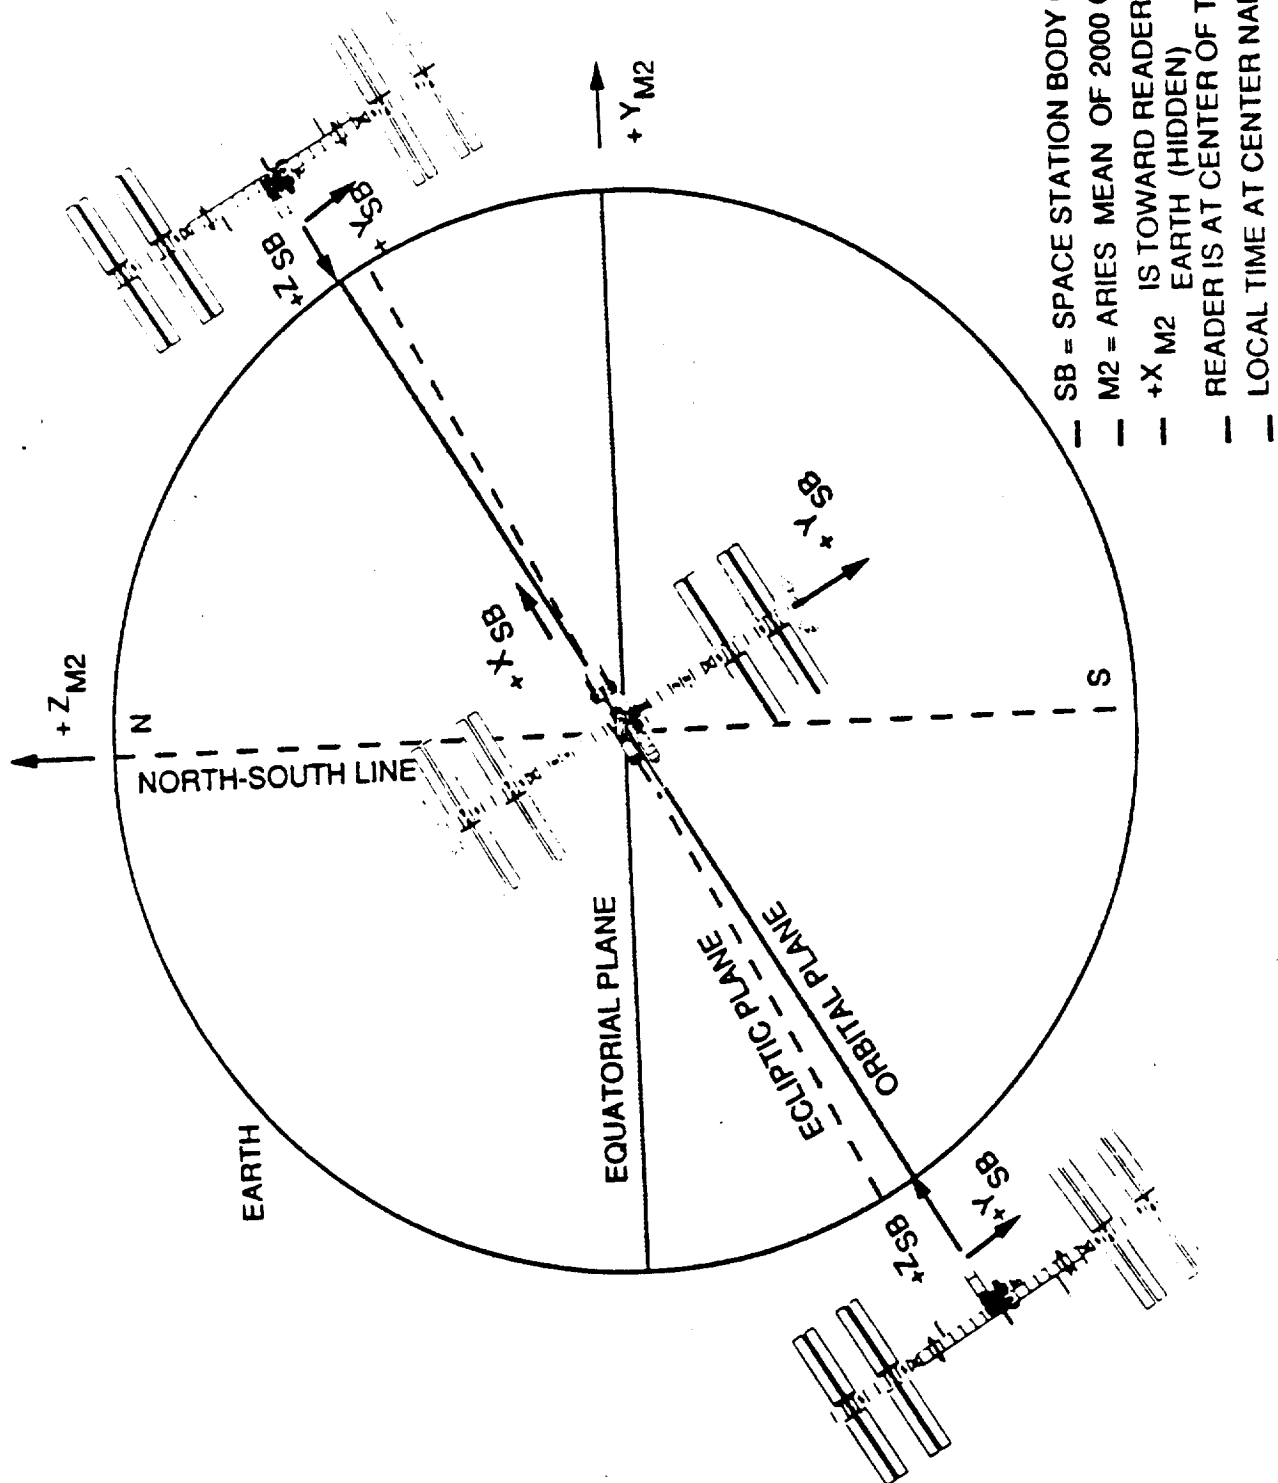 + Z M2
N
NORTH-SOUTH LINE
EARTH
+Z SB
+ Y SB
+ Y M2
+ X SB
+ Y SB
EQUATORIAL PLANE
ECLIPTIC PLANE
ORBITAL PLANE
S
+Z SB
+Y SB
SB = SPACE STATION BODY
M2 = ARIES MEAN OF 2000
+X M2 IS TOWARD READER
EARTH (HIDDEN)
READER IS AT CENTER OF
LOCAL TIME AT CENTER